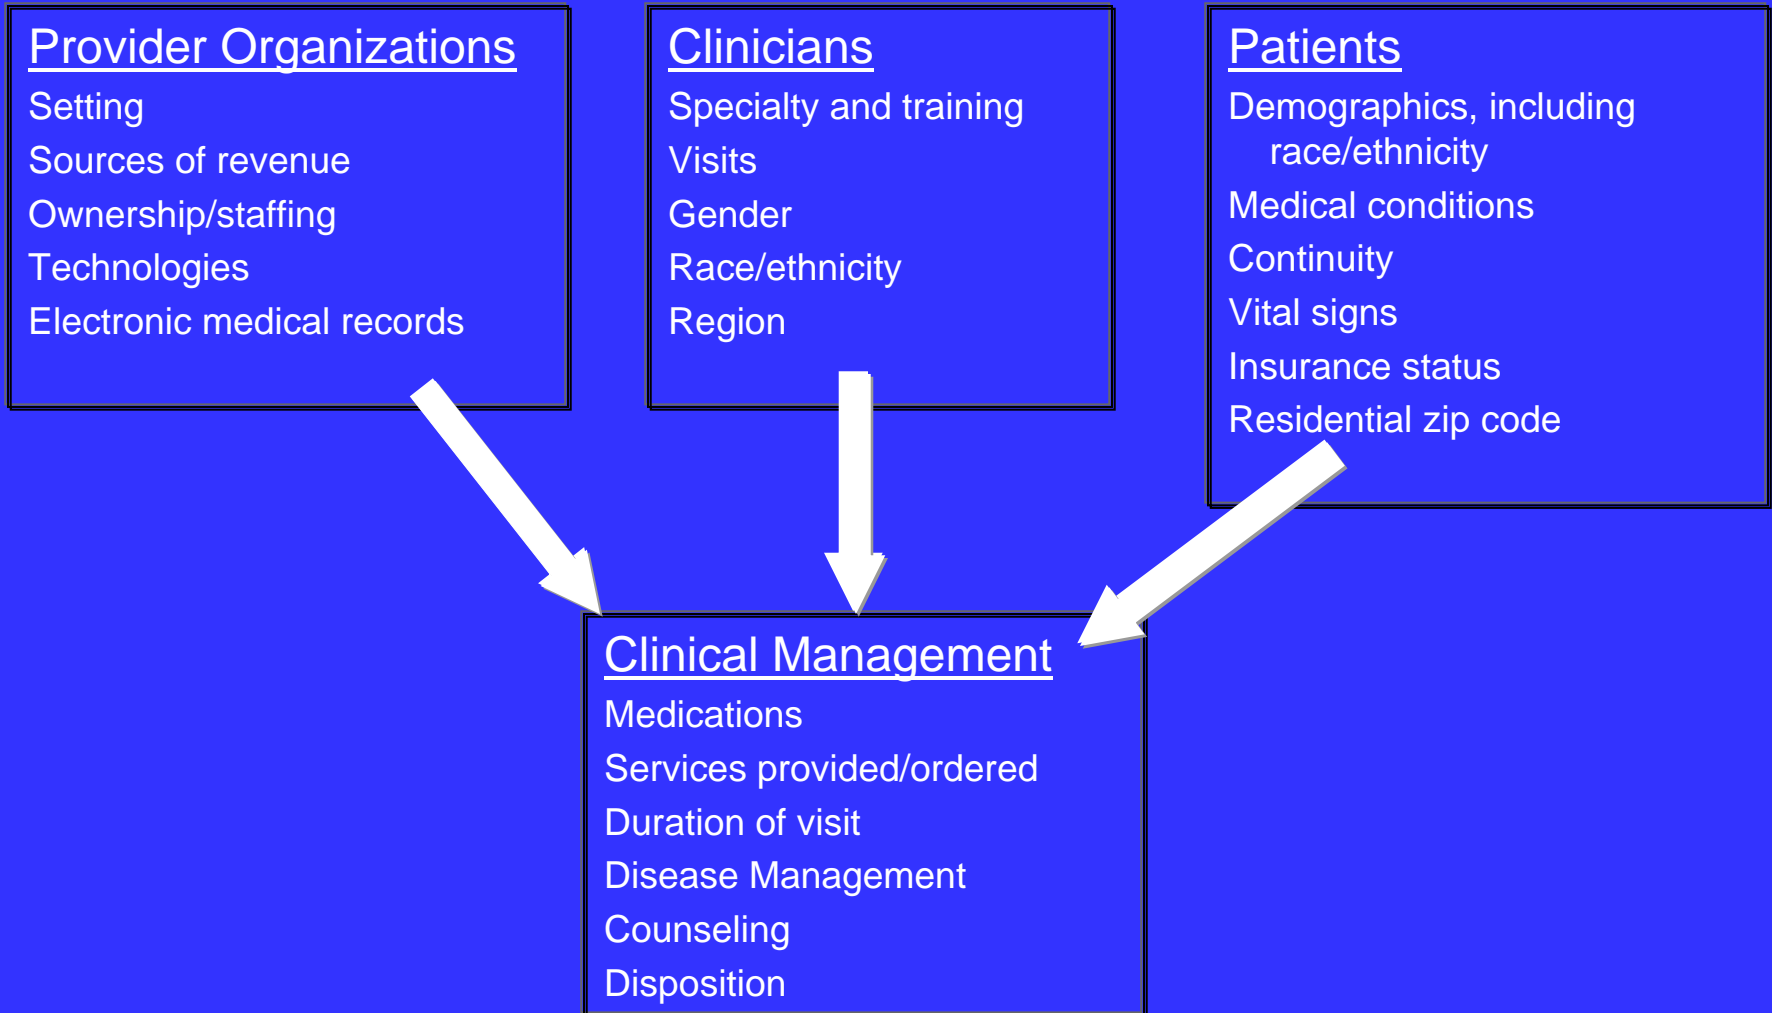 Provider Organizations
Setting
Sources of revenue
Ownership/staffing
Technologies
Electronic medical records
Clinicians
Specialty and training
Visits
Gender
Race/ethnicity
Region
Patients
Demographics, including
race/ethnicity
Medical conditions
Continuity
Vital signs
Insurance status
Residential zip code
Clinical Management
Medications
Services provided/ordered
Duration of visit
Disease Management
Counseling
Disposition